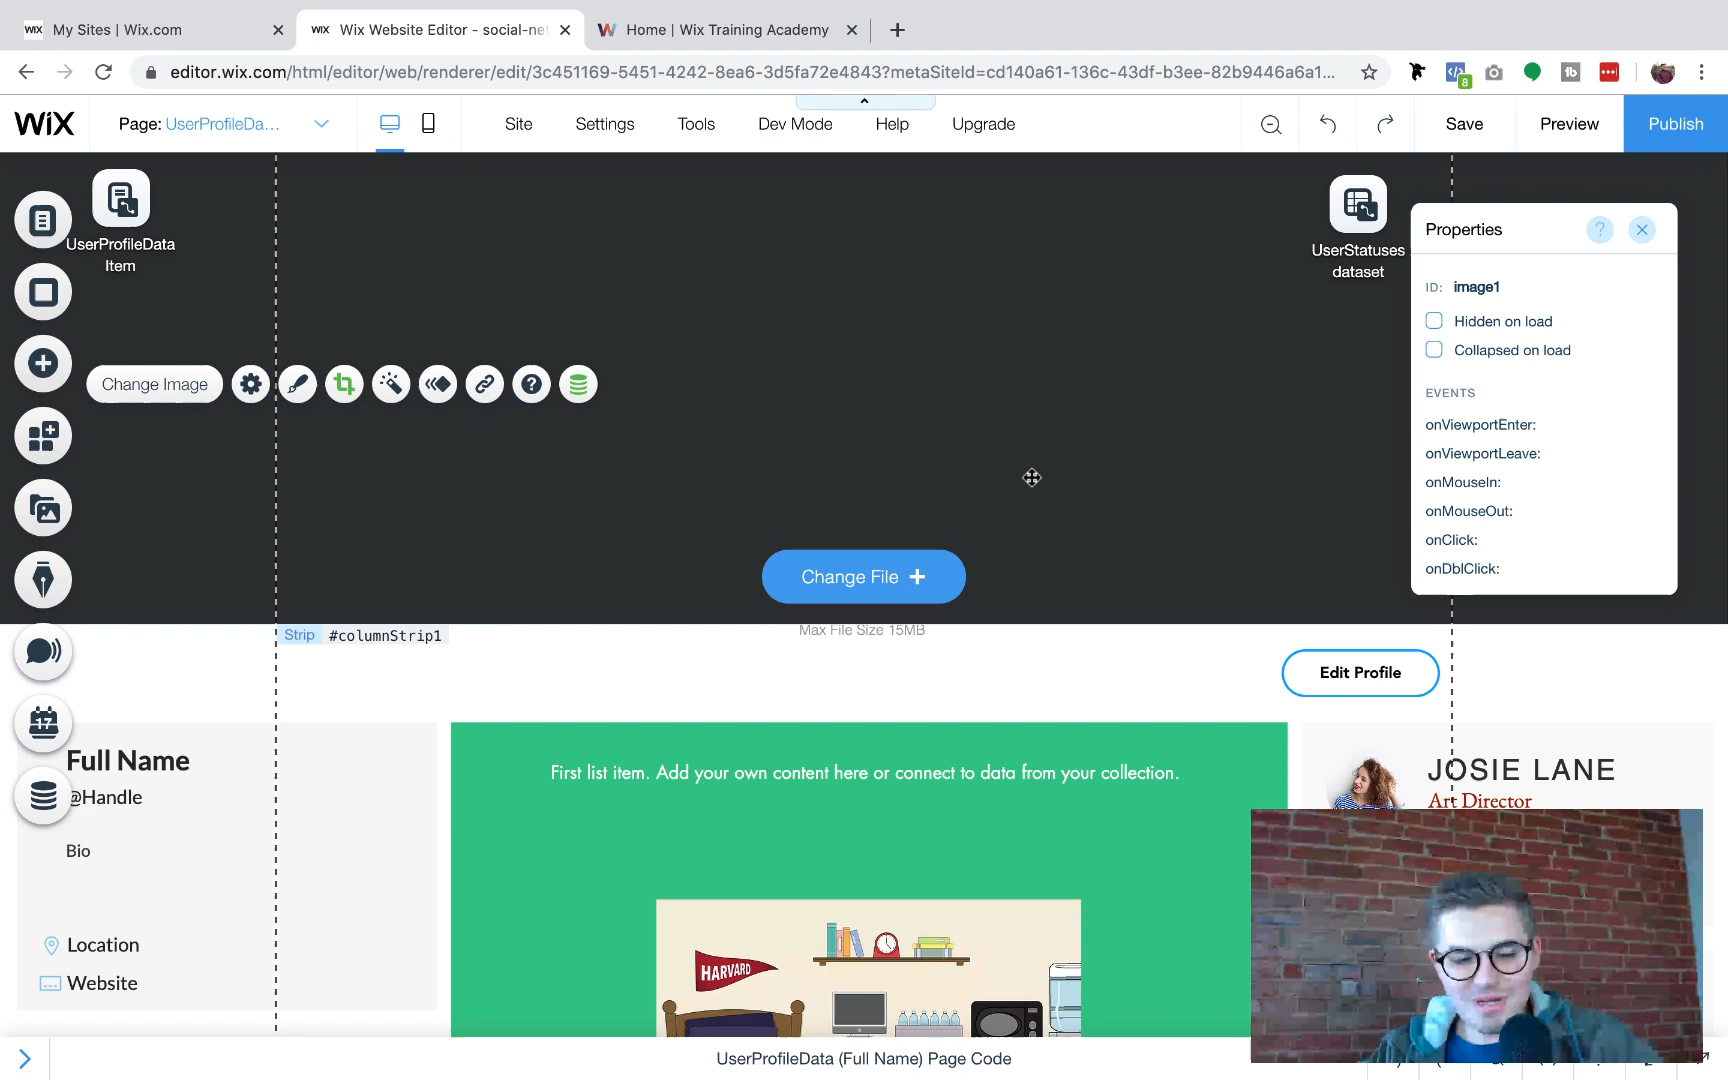 WiX My Sites | Wix.com
WiX Wix Website Editor - social-net
Home | Wix Training Academy
editor.wix.com/html/editor/web/renderer/edit/3c451169-5451-4242-8ea6-3d5fa72e4843?metaSiteId=cd140a61-136c-43df-b3ee-82b9446a6a1...
8
WiX
Page: UserProfileDa...
Site
Settings
Tools
Dev Mode
Help
Upgrade
Save
Preview
Publish
UserProfileData
Item
UserStatuses
dataset
Properties
?
ID: image1
Hidden on load
Collapsed on load
EVENTS
onViewportEnter:
onViewportLeave:
onMouseIn:
onMouseOut:
onClick:
onDblClick:
Change Image
Change File +
Max File Size 15MB
Strip #columnStrip1
Edit Profile
17
Full Name
@Handle
Bio
Location
Website
First list item. Add your own content here or connect to data from your collection.
HARVARD
JOSIE LANE
Art Director
UserProfileData (Full Name) Page Code